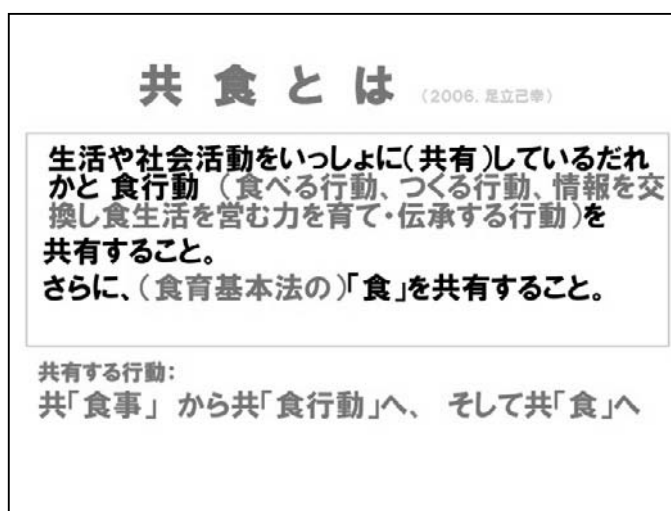 共 食 と は （2006. 足立己幸）
生活や社会活動をいっしょに（共有）しているだれ
かと 食行動 （食べる行動、つくる行動、情報を交
換し食生活を営む力を育て・伝承する行動）を
共有すること。
さらに、（食育基本法の）「食」を共有すること。
共有する行動：
共「食事」 から共「食行動」へ、 そして共「食」へ